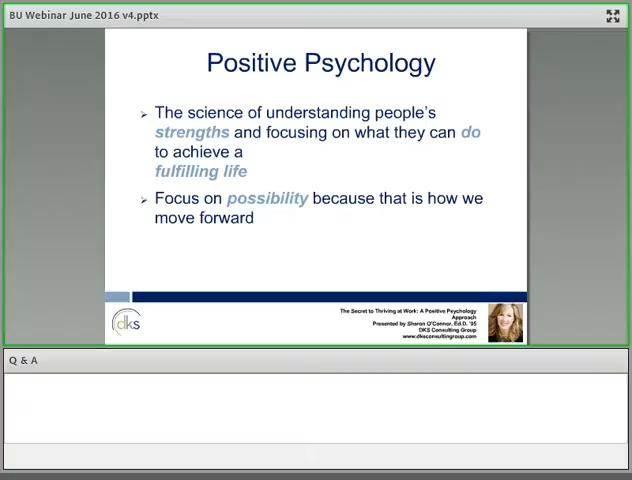 BU Webinar June 2016 v4.pptx
Positive Psychology
The science of understanding people's
strengths and focusing on what they can do
to achieve a
fulfilling life
Focus on possibility because that is how we
move forward
dks
The Secret to Thriving at Work: A Positive Psychology
Approach
Presented by Sharon O'Connor, Ed.D. '95
DKS Consulting Group
www.dksconsultinggroup.com
Q & A